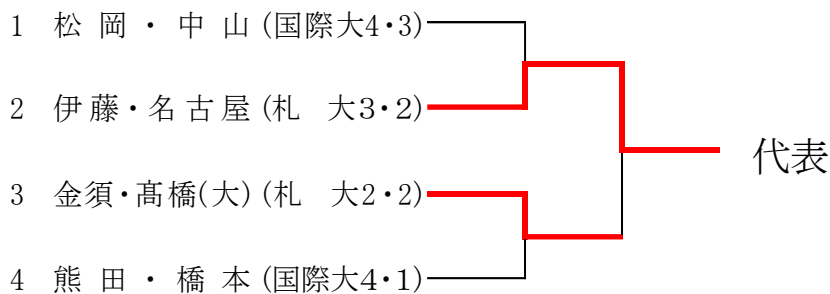 1 松 岡 ・ 中 山 (国際大4・3)
2 伊藤・名古屋 (札 大3・2)
代表
3 金須・髙橋(大) (札 大2・2)
4 熊 田 ・ 橋 本 (国際大4・1)